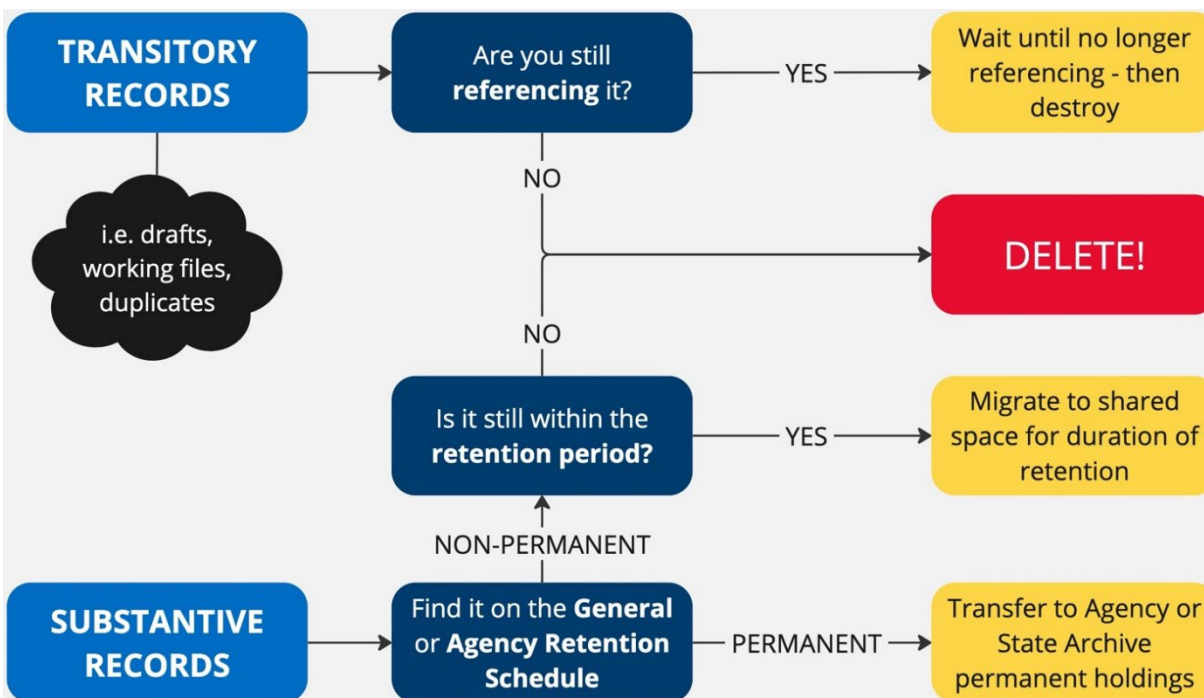 TRANSITORY
RECORDS
Are you still
referencing it?
YES
Wait until no longer
referencing - then
destroy
i.e. drafts,
working files,
duplicates
NO
DELETE!
NO
Is it still within the
retention period?
YES
Migrate to shared
space for duration of
retention
NON-PERMANENT
SUBSTANTIVE
RECORDS
Find it on the General
or Agency Retention
Schedule
PERMANENT
Transfer to Agency or
State Archive
permanent holdings